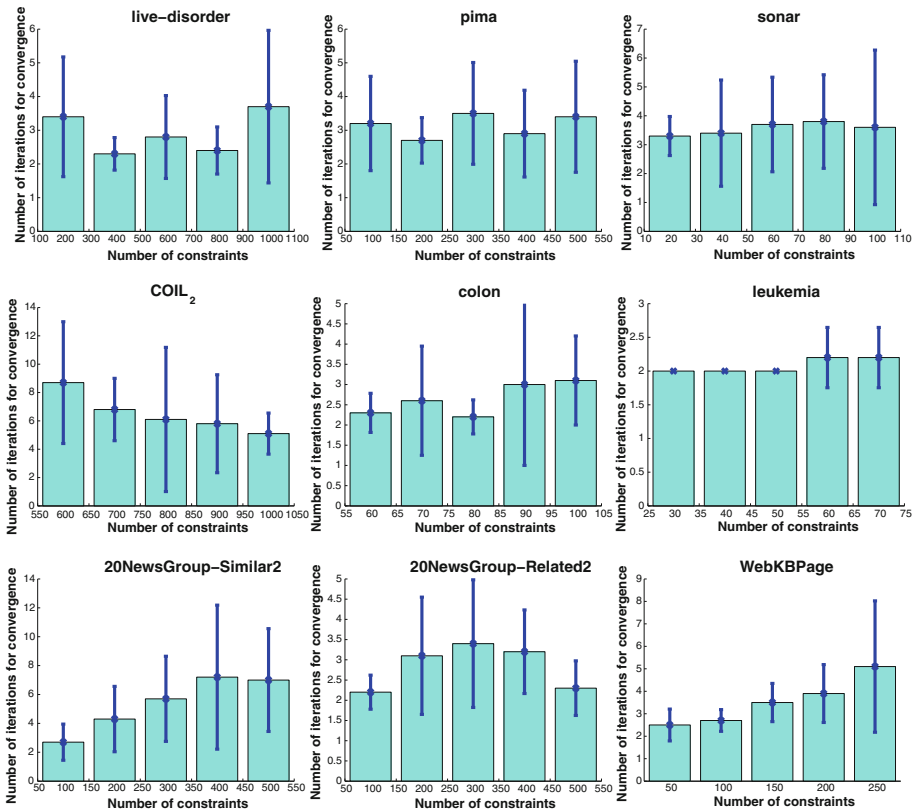 live-disorder
Number of iterations for convergence
6
5
4
3
2
1
0
100 200 300 400 500 600 700 800 900 1000 1100
Number of constraints
pima
Number of iterations for convergence
6
5
4
3
2
1
0
50 100 150 200 250 300 350 400 450 500 550
Number of constraints
sonar
Number of iterations for convergence
7
6
5
4
3
2
1
0
10 20 30 40 50 60 70 80 90 100 110
Number of constraints
COIL2
Number of iterations for convergence
14
12
10
8
6
4
2
0
550 600 650 700 750 800 850 900 950 1000 1050
Number of constraints
colon
Number of iterations for convergence
5
4.5
4
3.5
3
2.5
2
1.5
1
0.5
0
55 60 65 70 75 80 85 90 95 100 105
Number of constraints
leukemia
Number of iterations for convergence
3
2.5
2
1.5
1
0.5
0
25 30 35 40 45 50 55 60 65 70 75
Number of constraints
20NewsGroup-Similar2
Number of iterations for convergence
14
12
10
8
6
4
2
0
50 100 150 200 250 300 350 400 450 500 550
Number of constraints
20NewsGroup-Related2
Number of iterations for convergence
5
4.5
4
3.5
3
2.5
2
1.5
1
0.5
0
50 100 150 200 250 300 350 400 450 500 550
Number of constraints
WebKBPage
Number of iterations for convergence
9
8
7
6
5
4
3
2
1
0
50 100 150 200 250
Number of constraints